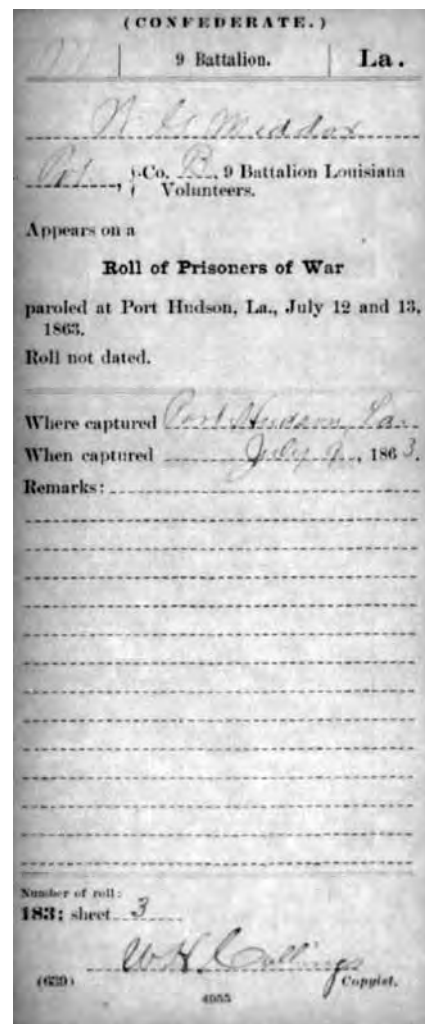 (CONFEDERATE.)
M | 9 Battalion. | La.
Meddox
Pvt, } Co. B, 9 Battalion Louisiana
Volunteers.
Appears on a
Roll of Prisoners of War
paroled at Port Hudson, La., July 12 and 13,
1863.
Roll not dated.
Where captured Port Hudson, La.
When captured July 9, 1863.
Remarks:
Number of roll:
183; sheet 3
W H Collings
(639) Copyist.
4055